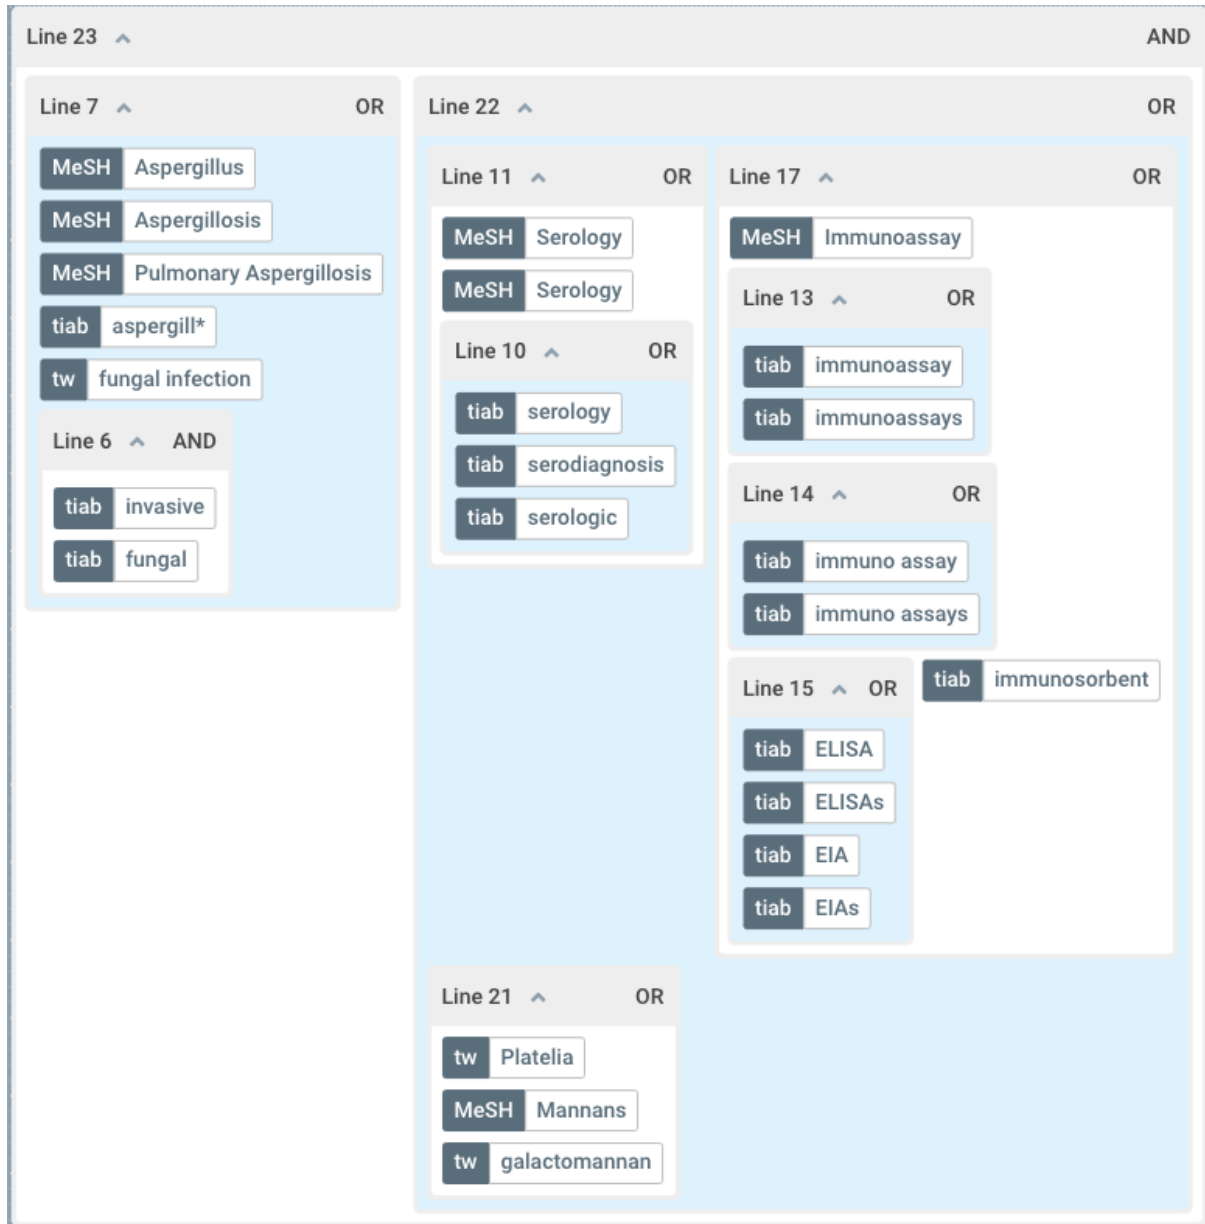 Line 23 AND
Line 7 OR
MeSH Aspergillus
MeSH Aspergillosis
MeSH Pulmonary Aspergillosis
tiab aspergill*
tw fungal infection
Line 6 AND
tiab invasive
tiab fungal
Line 22 OR
Line 11 OR
MeSH Serology
MeSH Serology
Line 10 OR
tiab serology
tiab serodiagnosis
tiab serologic
Line 17 OR
MeSH Immunoassay
Line 13 OR
tiab immunoassay
tiab immunoassays
Line 14 OR
tiab immuno assay
tiab immuno assays
Line 15 OR
tiab ELISA
tiab ELISAs
tiab EIA
tiab EIAs
tiab immunosorbent
Line 21 OR
tw Platelia
MeSH Mannans
tw galactomannan